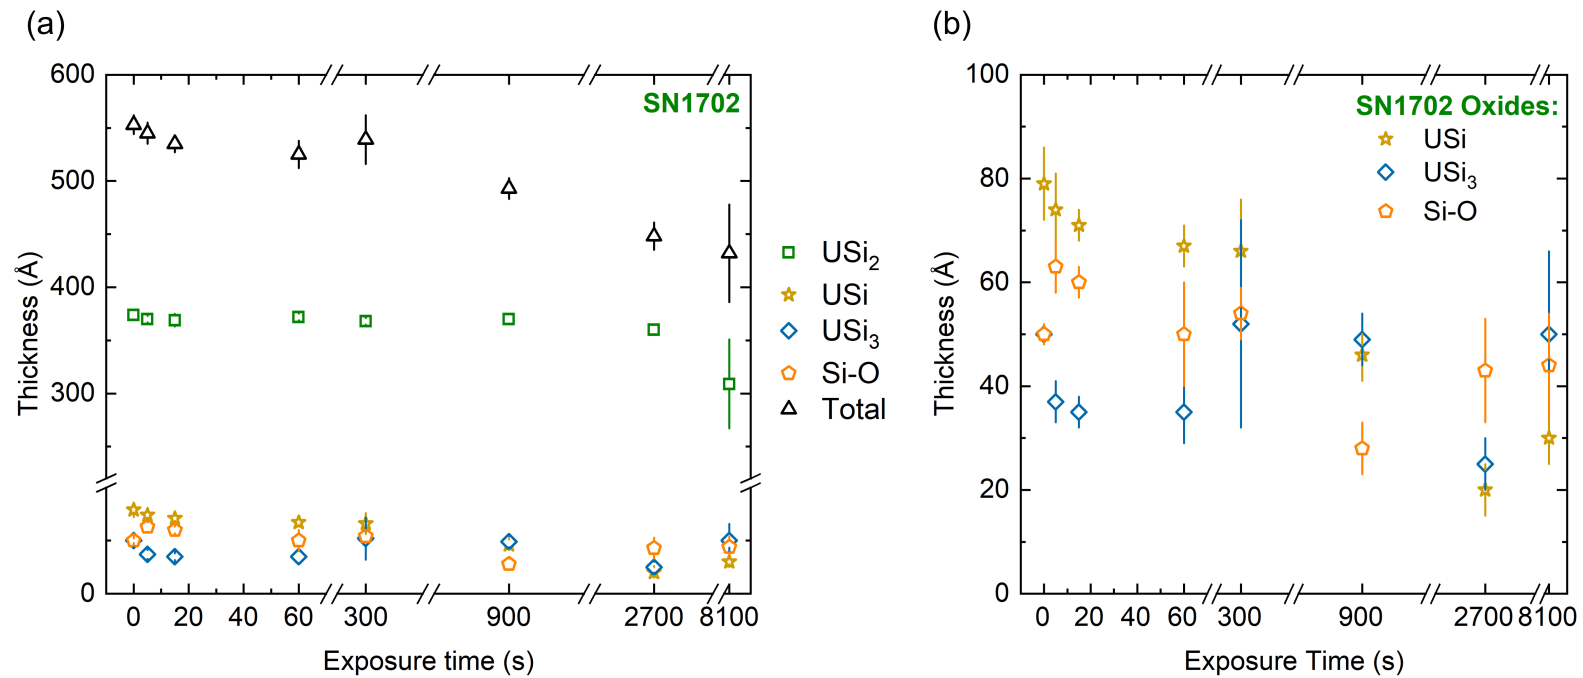 (a)
SN1702
Thickness (Å)
600
500
400
300
0
0 20 40 60 300 900 2700 8100
Exposure time (s)
USi₂
USi
USi₃
Si-O
Total
(b)
SN1702 Oxides:
USi
USi₃
Si-O
Thickness (Å)
100
80
60
40
20
0
0 20 40 60 300 900 2700 8100
Exposure Time (s)